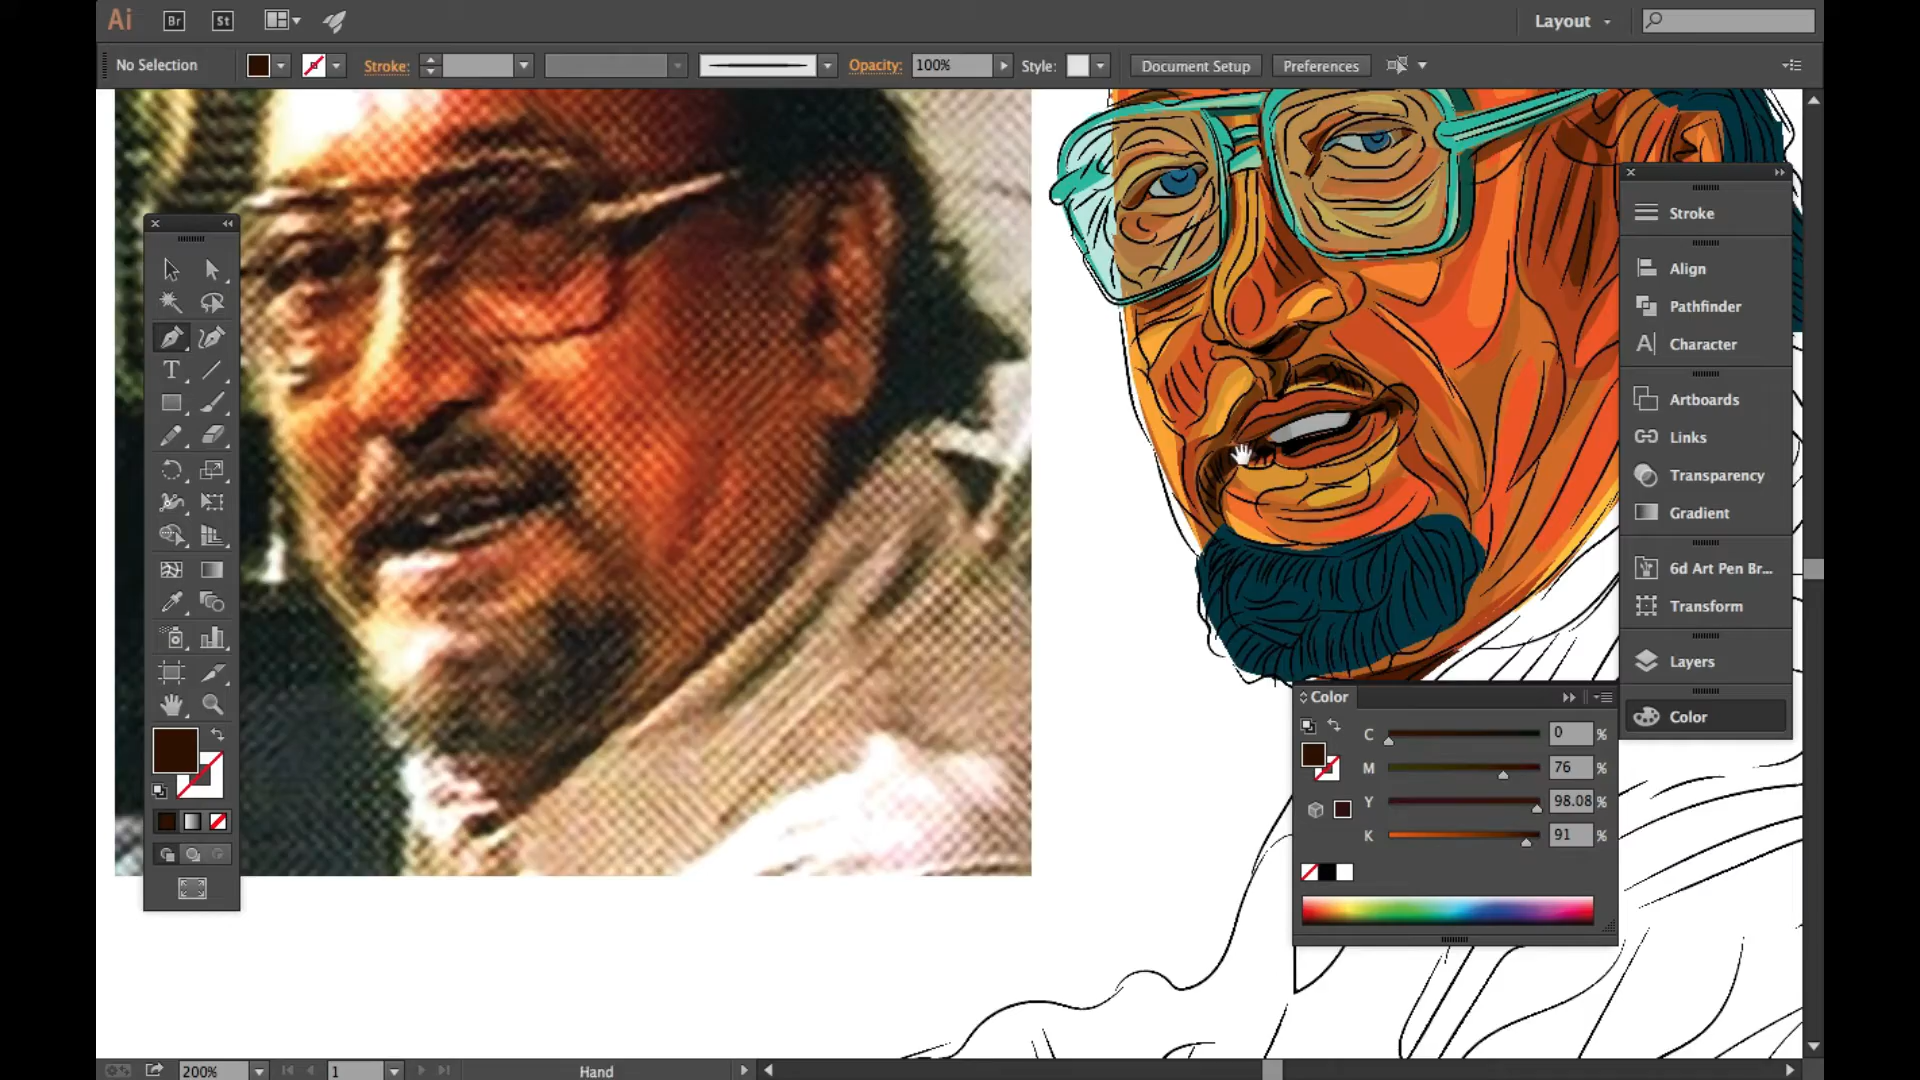 Ai Br St Layout
No Selection Stroke: Opacity: 100% Style: Document Setup Preferences
Stroke
Align
Pathfinder
Character
Artboards
Links
Transparency
Gradient
6d Art Pen Br...
Transform
Layers
Color
Color
C 0 %
M 76 %
Y 98.08 %
K 91 %
200% 1 Hand